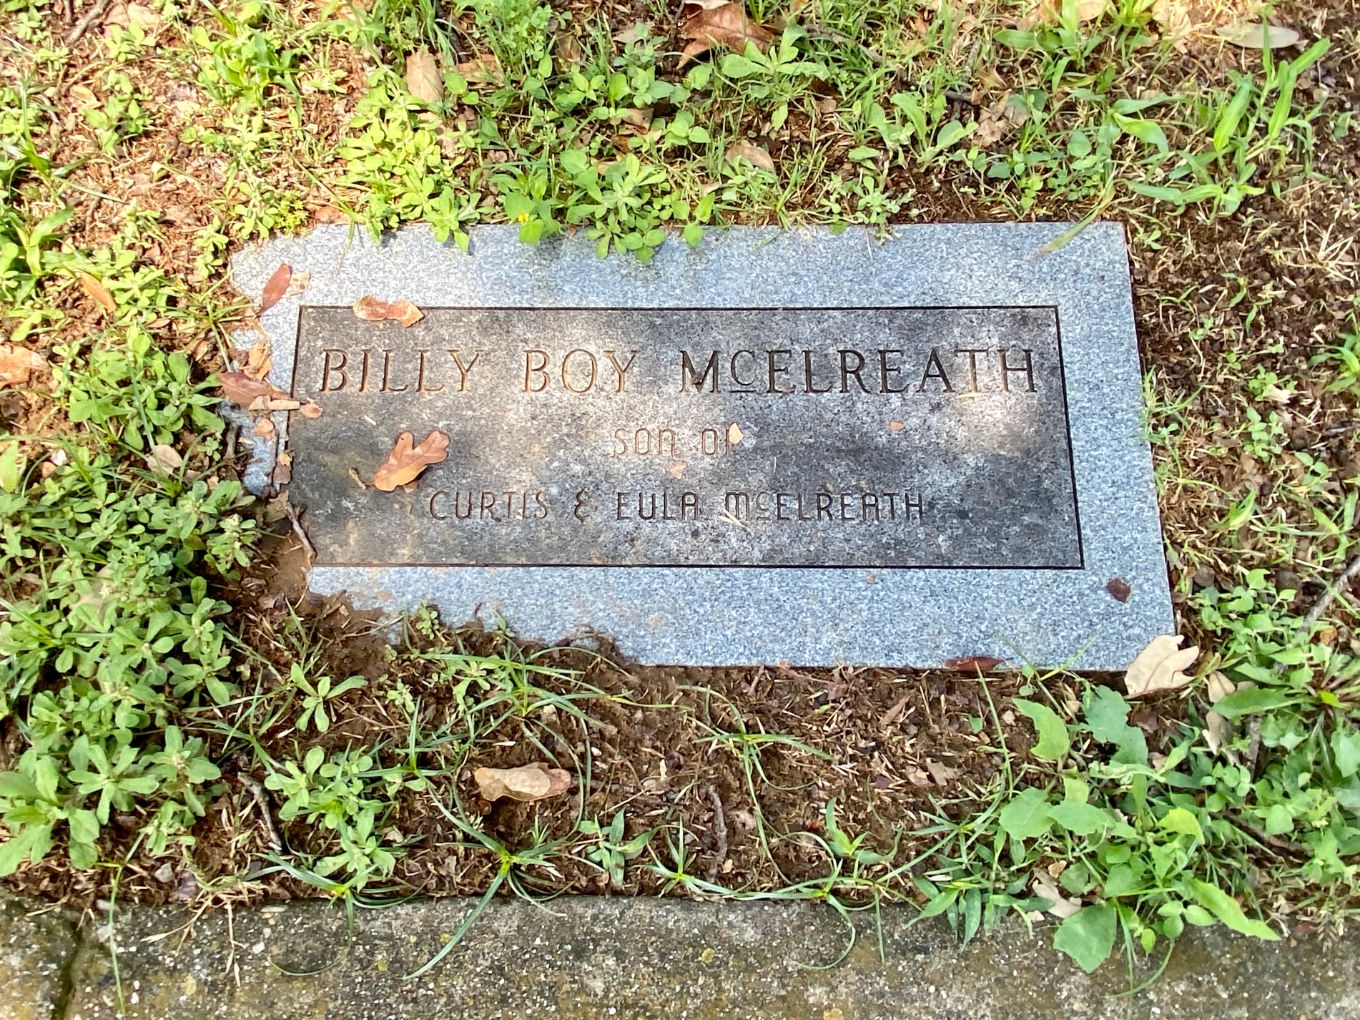 BILLY BOY McELREATH
SON OF
CURTIS & EULA McELREATH